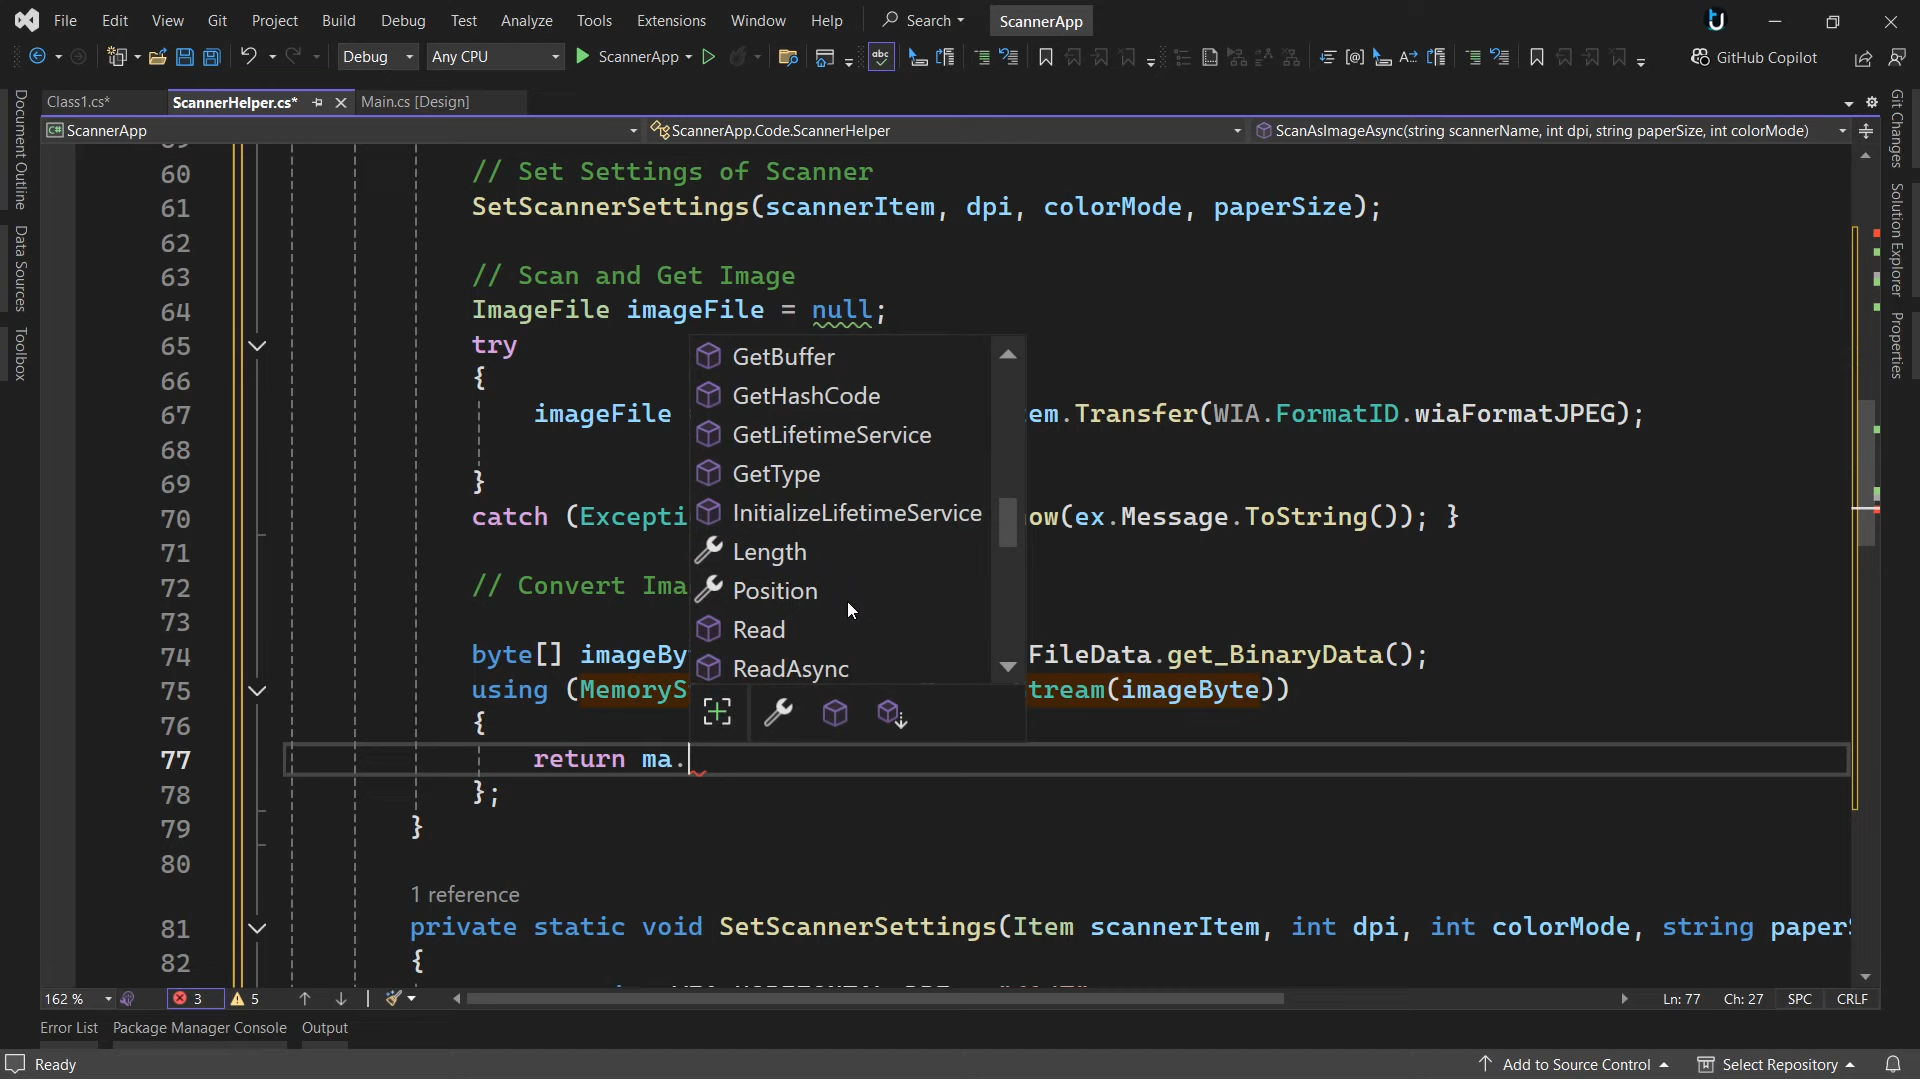 File Edit View Git Project Build Debug Test Analyze Tools Extensions Window Help Search ScannerApp
Debug Any CPU ScannerApp GitHub Copilot
Class1.cs* ScannerHelper.cs* Main.cs [Design]
C# ScannerApp ScannerApp.Code.ScannerHelper ScanAsImageAsync(string scannerName, int dpi, string paperSize, int colorMode)
Document Outline
Data Sources
Toolbox
60 // Set Settings of Scanner
61 SetScannerSettings(scannerItem, dpi, colorMode, paperSize);
62
63 // Scan and Get Image
64 ImageFile imageFile = null;
65 try
66 {
67 imageFile em.Transfer(WIA.FormatID.wiaFormatJPEG);
68
69 }
70 catch (Excepti ow(ex.Message.ToString()); }
71
72 // Convert Ima
73
74 byte[] imageBy FileData.get_BinaryData();
75 using (MemoryS tream(imageByte))
76 {
77 return ma.
78 };
79 }
80
1 reference
81 private static void SetScannerSettings(Item scannerItem, int dpi, int colorMode, string paper
82 {
GetBuffer
GetHashCode
GetLifetimeService
GetType
InitializeLifetimeService
Length
Position
Read
ReadAsync
Git Changes
Solution Explorer
Properties
162 % 3 5 Ln: 77 Ch: 27 SPC CRLF
Error List Package Manager Console Output
Ready Add to Source Control Select Repository